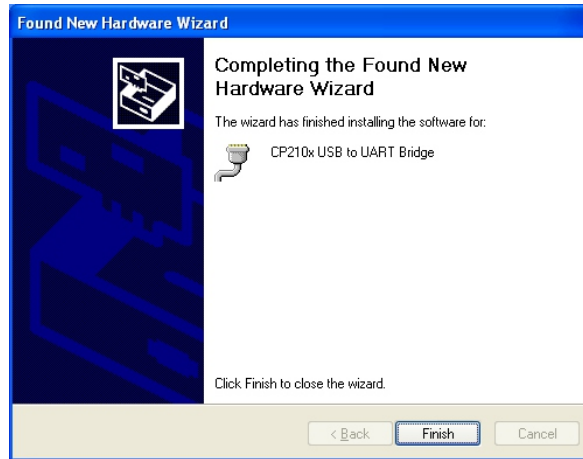 Found New Hardware Wizard
Completing the Found New
Hardware Wizard
The wizard has finished installing the software for:
CP210x USB to UART Bridge
Click Finish to close the wizard.
< Back
Finish
Cancel